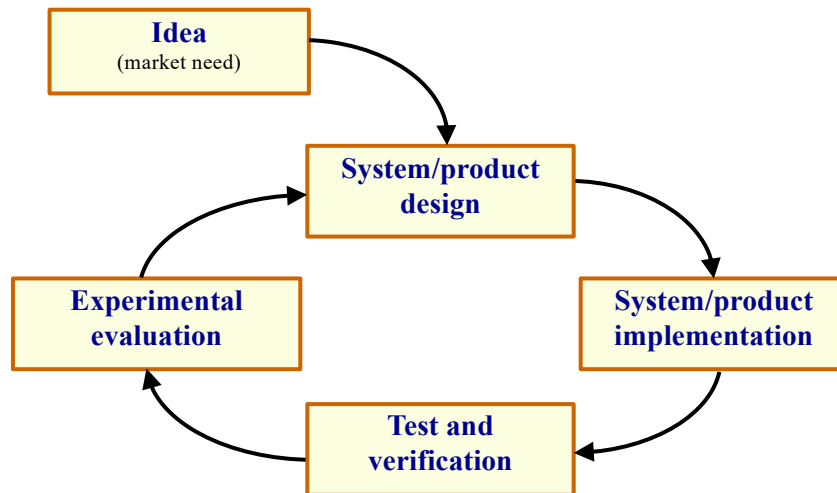 Idea
(market need)
System/product
design
Experimental
evaluation
System/product
implementation
Test and
verification